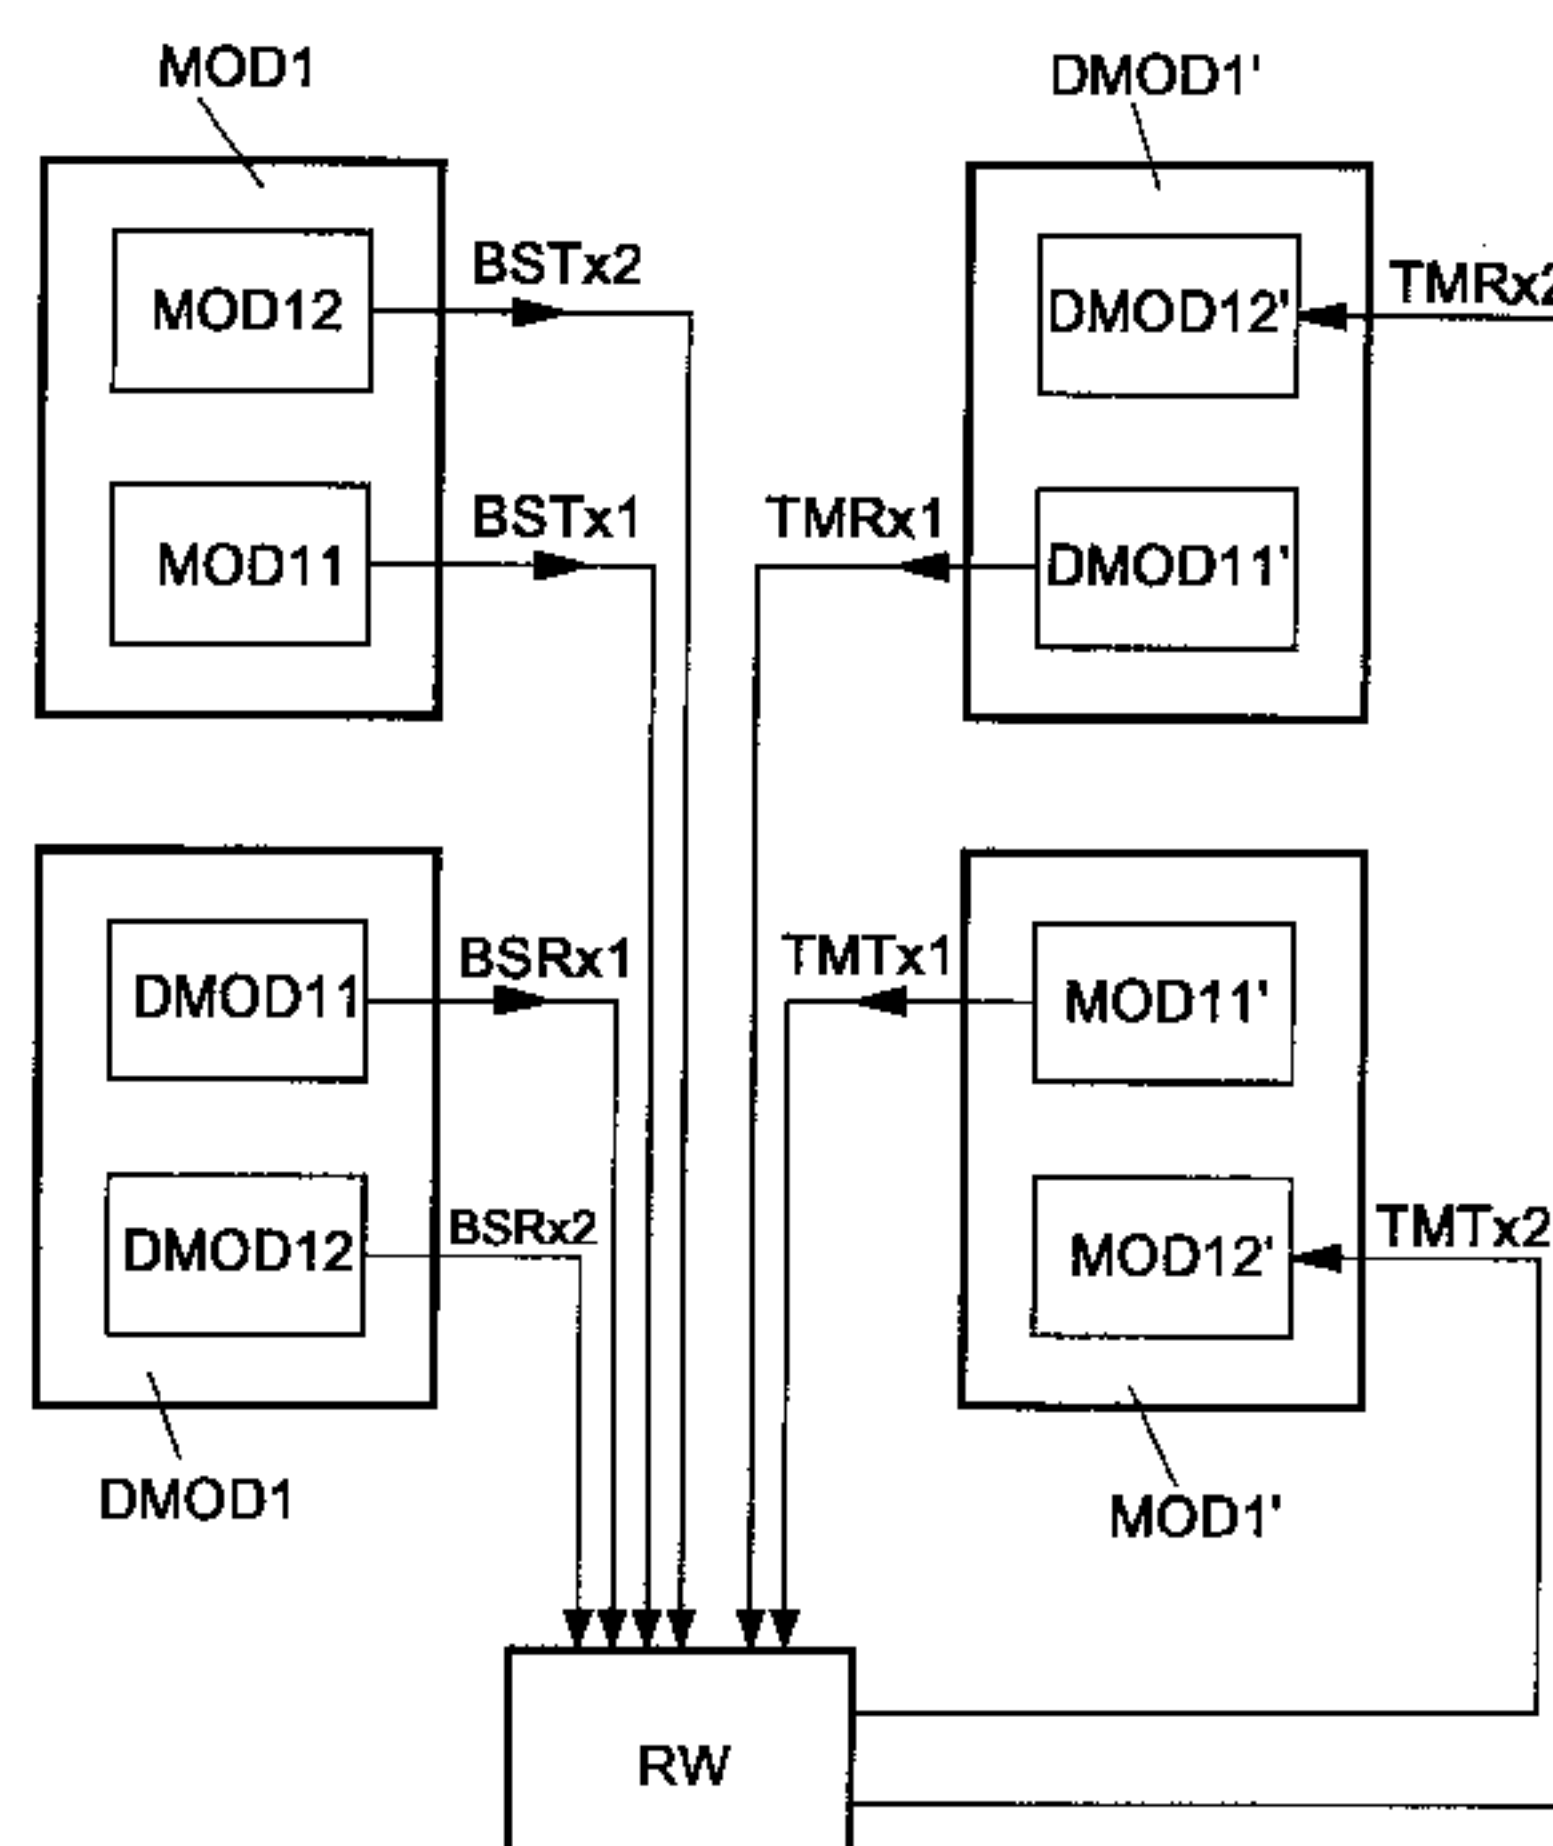 MOD1
DMOD1'
MOD12
BSTx2
DMOD12'
TMRx2
MOD11
BSTx1
TMRx1
DMOD11'
DMOD11
BSRx1
TMTx1
MOD11'
DMOD12
BSRx2
MOD12'
TMTx2
DMOD1
MOD1'
RW